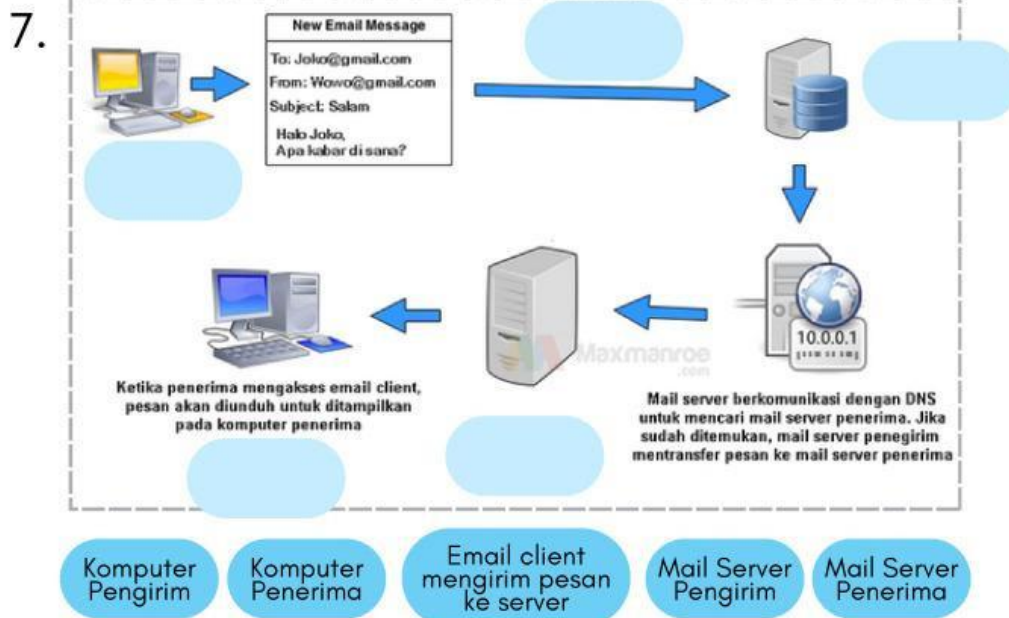 7.
New Email Message
To: Joko@gmail.com
From: Wowo@gmail.com
Subject: Salam
Halo Joko,
Apa kabar di sana?
10.0.0.1
Maxmanroe
.com
Ketika penerima mengakses email client,
pesan akan diunduh untuk ditampilkan
pada komputer penerima
Mail server berkomunikasi dengan DNS
untuk mencari mail server penerima. Jika
sudah ditemukan, mail server penegirim
mentransfer pesan ke mail server penerima
Komputer
Pengirim
Komputer
Penerima
Email client
mengirim pesan
ke server
Mail Server
Pengirim
Mail Server
Penerima